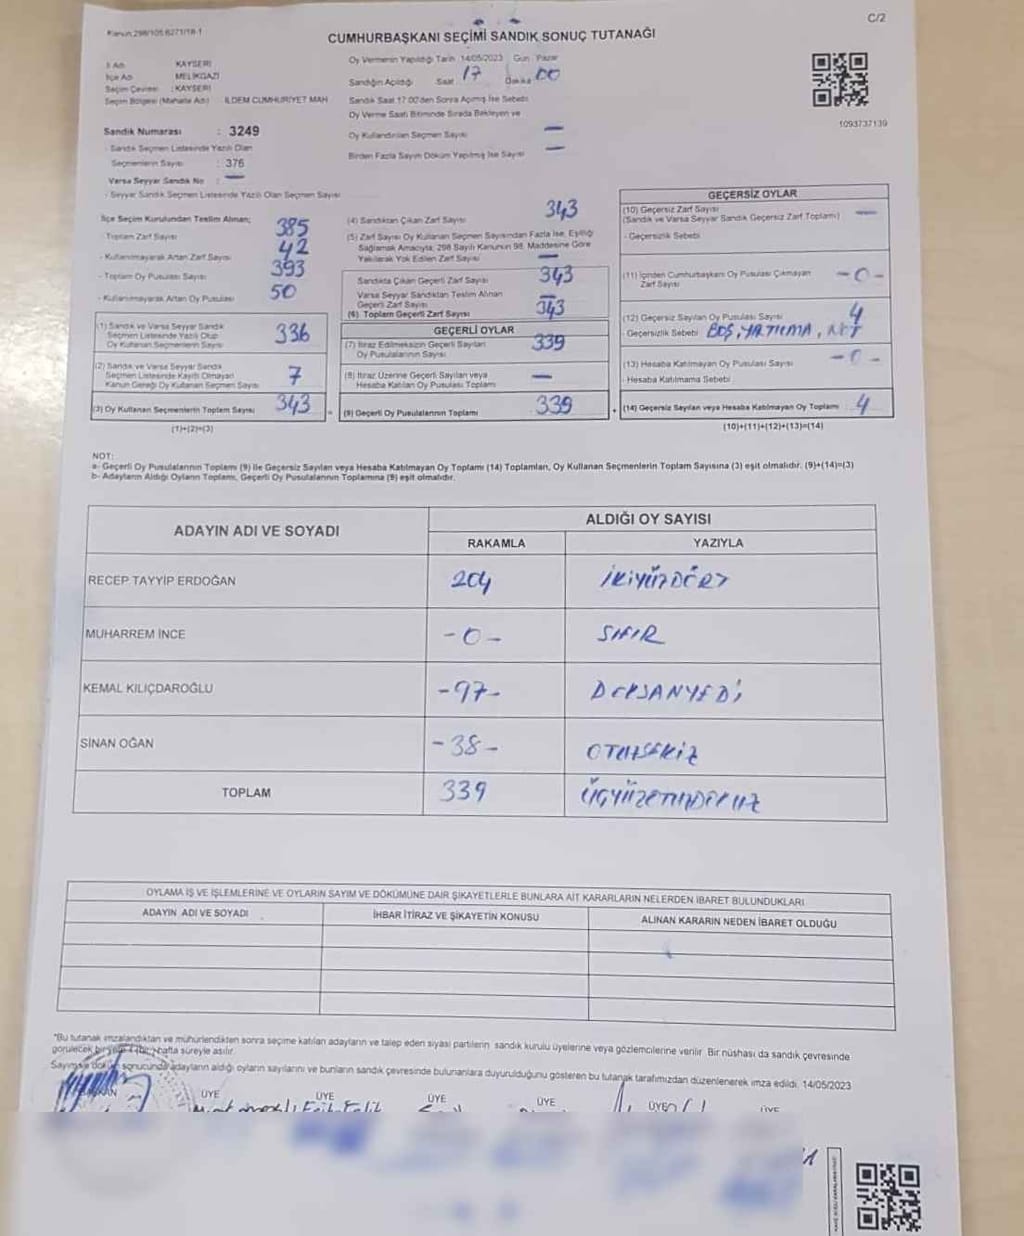 C/2
Kanun 298/105 6271/18-1
CUMHURBAŞKANI SEÇİMİ SANDIK SONUÇ TUTANAĞI
İl Adı KAYSERİ
İlçe Adı MELİKGAZİ
Seçim Çevresi : KAYSERİ
Seçim Bölgesi (Mahalle Adı) : İLDEM CUMHURİYET MAH
Oy Vermenin Yapıldığı Tarih 14/05/2023 Gün Pazar
Sandığın Açıldığı Saat 17 Dakika 00
Sandık Saat 17:00'den Sonra Açılmış İse Sebebi
Oy Verme Saati Bitiminde Sırada Bekleyen ve
Oy Kullandırılan Seçmen Sayısı —
Birden Fazla Sayım Döküm Yapılmış İse Sayısı —
1093737139
Sandık Numarası : 3249
- Sandık Seçmen Listesinde Yazılı Olan
Seçmenlerin Sayısı : 376
Varsa Seyyar Sandık No : —
- Seyyar Sandık Seçmen Listesinde Yazılı Olan Seçmen Sayısı
İlçe Seçim Kurulundan Teslim Alınan;
- Toplam Zarf Sayısı 385
- Kullanılmayarak Artan Zarf Sayısı 42
- Toplam Oy Pusulası Sayısı 393
- Kullanılmayarak Artan Oy Pusulası 50
(1) Sandık ve Varsa Seyyar Sandık
Seçmen Listesinde Yazılı Olup
Oy Kullanan Seçmenlerin Sayısı 336
(2) Sandık ve Varsa Seyyar Sandık
Seçmen Listesinde Kayıtlı Olmayan
Kanun Gereği Oy Kullanan Seçmen Sayısı 7
(3) Oy Kullanan Seçmenlerin Toplam Sayısı 343
(1)+(2)=(3)
(4) Sandıktan Çıkan Zarf Sayısı 343
(5) Zarf Sayısı Oy Kullanan Seçmen Sayısından Fazla İse, Eşitliği
Sağlamak Amacıyla; 298 Sayılı Kanunun 98. Maddesine Göre
Yakılarak Yok Edilen Zarf Sayısı —
Sandıkta Çıkan Geçerli Zarf Sayısı 343
Varsa Seyyar Sandıktan Teslim Alınan
Geçerli Zarf Sayısı —
(6) Toplam Geçerli Zarf Sayısı 343
GEÇERLİ OYLAR
(7) İtiraz Edilmeksizin Geçerli Sayılan
Oy Pusulalarının Sayısı 339
(8) İtiraz Üzerine Geçerli Sayılan veya
Hesaba Katılan Oy Pusulası Toplamı —
= (9) Geçerli Oy Pusulalarının Toplamı 339
GEÇERSİZ OYLAR
(10) Geçersiz Zarf Sayısı
(Sandık ve Varsa Seyyar Sandık Geçersiz Zarf Toplamı) —
- Geçersizlik Sebebi
(11) İçinden Cumhurbaşkanı Oy Pusulası Çıkmayan
Zarf Sayısı -0-
(12) Geçersiz Sayılan Oy Pusulası Sayısı 4
- Geçersizlik Sebebi BOŞ, YIRTILMA, NOT
(13) Hesaba Katılmayan Oy Pusulası Sayısı -0-
- Hesaba Katılmama Sebebi
+ (14) Geçersiz Sayılan veya Hesaba Katılmayan Oy Toplamı 4
(10)+(11)+(12)+(13)=(14)
NOT:
a- Geçerli Oy Pusulalarının Toplamı (9) ile Geçersiz Sayılan veya Hesaba Katılmayan Oy Toplamı (14) Toplamları, Oy Kullanan Seçmenlerin Toplam Sayısına (3) eşit olmalıdır. (9)+(14)=(3)
b- Adayların Aldığı Oyların Toplamı, Geçerli Oy Pusulalarının Toplamına (9) eşit olmalıdır.
ADAYIN ADI VE SOYADI ALDIĞI OY SAYISI
RAKAMLA YAZIYLA
RECEP TAYYİP ERDOĞAN 204 İKİYÜZDÖRT
MUHARREM İNCE -0- SIFIR
KEMAL KILIÇDAROĞLU -97- DOKSANYEDİ
SİNAN OĞAN -38- OTUZSEKİZ
TOPLAM 339 ÜÇYÜZOTUZDOKUZ
OYLAMA İŞ VE İŞLEMLERİNE VE OYLARIN SAYIM VE DÖKÜMÜNE DAİR ŞİKAYETLERLE BUNLARA AİT KARARLARIN NELERDEN İBARET BULUNDUKLARI
ADAYIN ADI VE SOYADI İHBAR İTİRAZ VE ŞİKAYETİN KONUSU ALINAN KARARIN NEDEN İBARET OLDUĞU
*Bu tutanak imzalandıktan ve mühürlendikten sonra seçime katılan adayların ve talep eden siyasi partilerin sandık kurulu üyelerine veya gözlemcilerine verilir. Bir nüshası da sandık çevresinde
görülecek bir yere 1 (bir) hafta süreyle asılır.
Sayım ve döküm sonucunda adayların aldığı oyların sayılarını ve bunların sandık çevresinde bulunanlara duyurulduğunu gösteren bu tutanak tarafımızdan düzenlenerek imza edildi. 14/05/2023
BAŞKAN ÜYE ÜYE ÜYE ÜYE ÜYE ÜYE